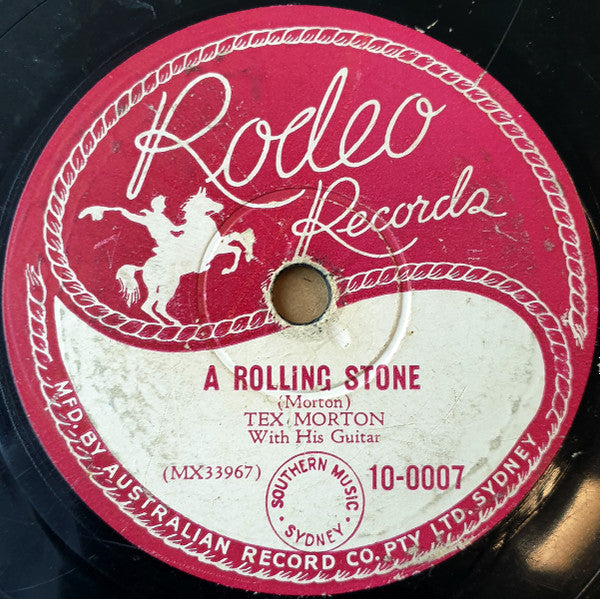 Rodeo
Records
A ROLLING STONE
(Morton)
TEX MORTON
With His Guitar
(MX33967)
SOUTHERN MUSIC
· SYDNEY ·
10-0007
MFD. BY AUSTRALIAN RECORD CO. PTY. LTD. SYDNEY